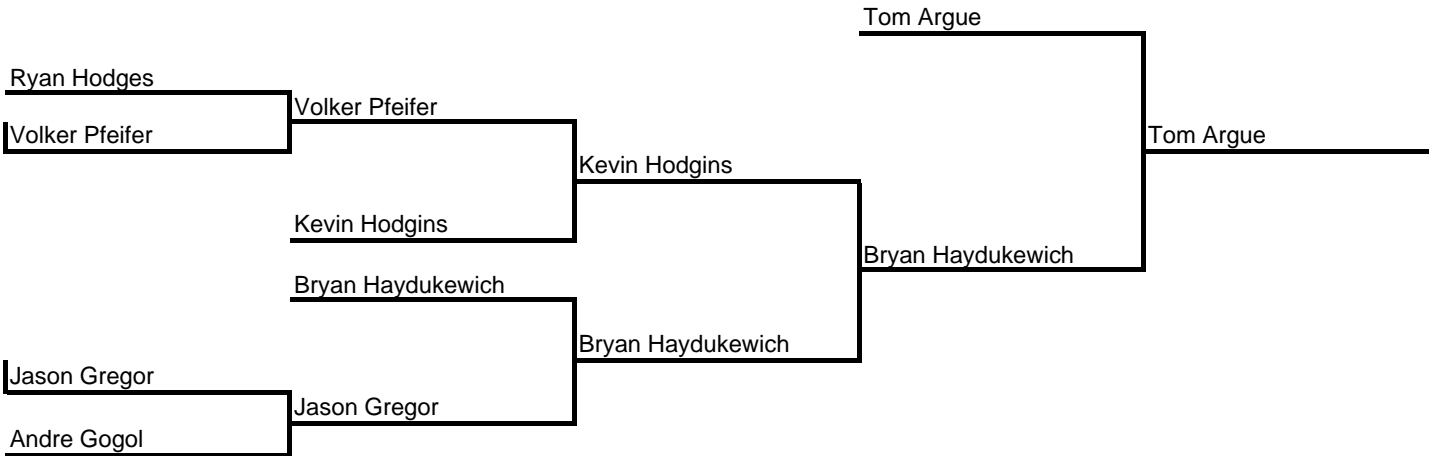 Tom Argue
Ryan Hodges
Volker Pfeifer
Volker Pfeifer
Tom Argue
Kevin Hodgins
Kevin Hodgins
Bryan Haydukewich
Bryan Haydukewich
Bryan Haydukewich
Jason Gregor
Jason Gregor
Andre Gogol